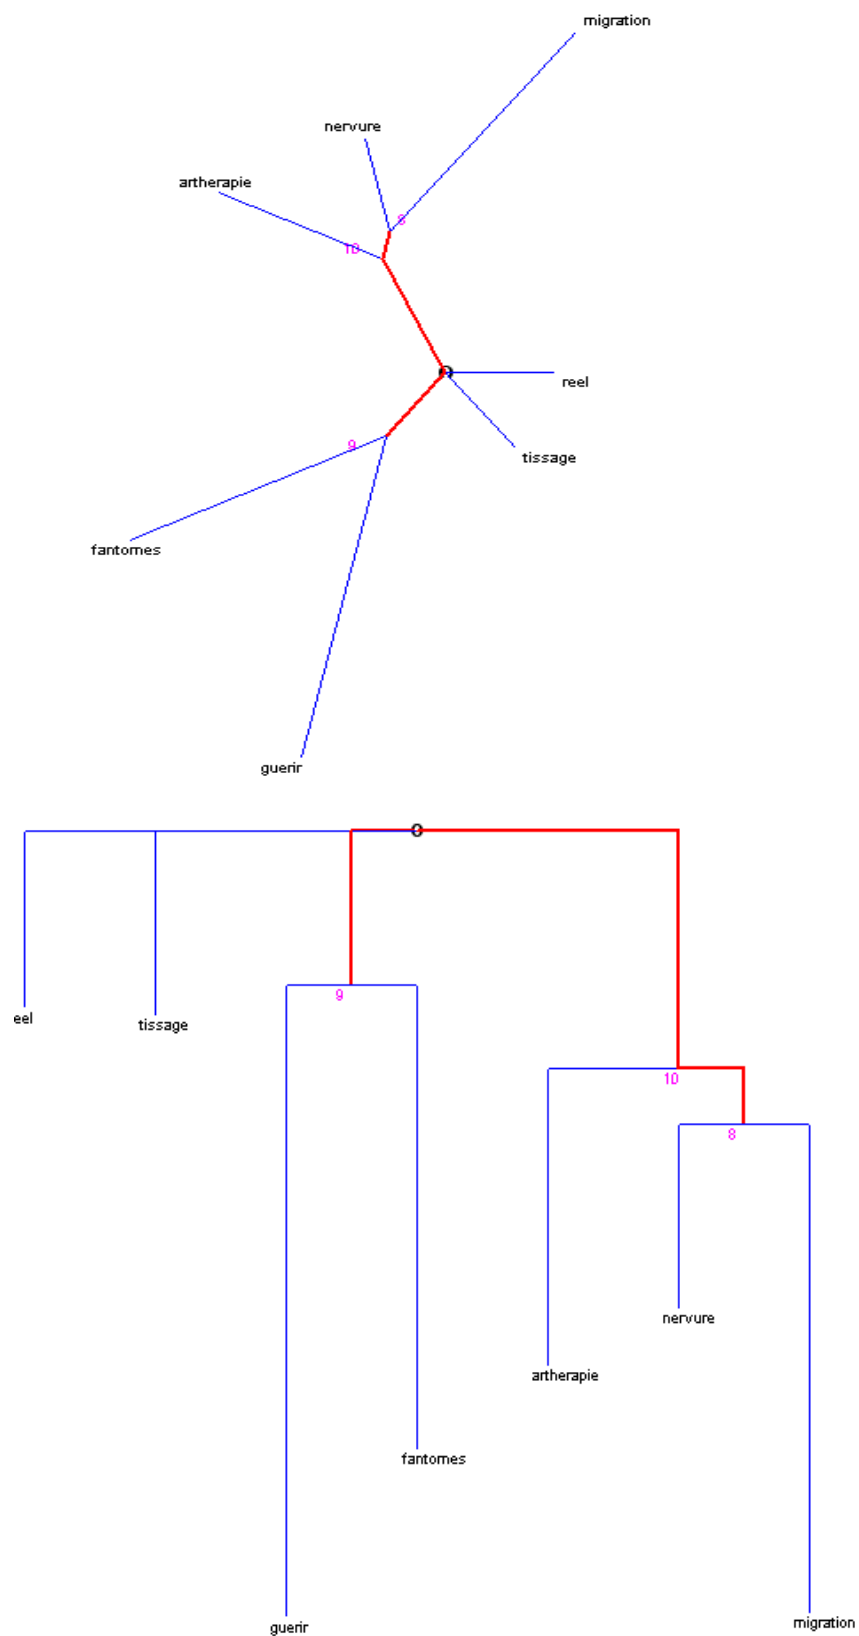 migration
nervure
artherapie
8
10
reel
9
tissage
fantomes
guerir
0
9
eel
tissage
10
8
nervure
artherapie
fantomes
guerir
migration